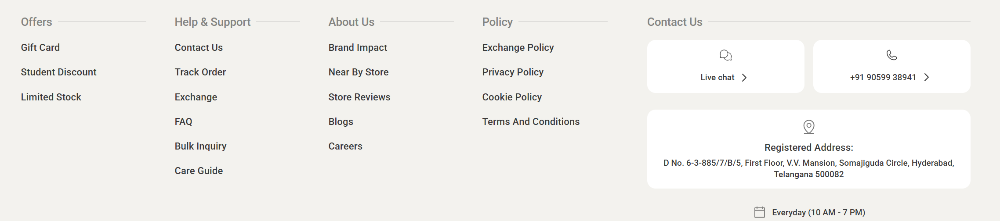 Offers
Gift Card
Student Discount
Limited Stock
Help & Support
Contact Us
Track Order
Exchange
FAQ
Bulk Inquiry
Care Guide
About Us
Brand Impact
Near By Store
Store Reviews
Blogs
Careers
Policy
Exchange Policy
Privacy Policy
Cookie Policy
Terms And Conditions
Contact Us
Live chat
+91 90599 38941
Registered Address:
D No. 6-3-885/7/B/5, First Floor, V.V. Mansion, Somajiguda Circle, Hyderabad,
Telangana 500082
Everyday (10 AM - 7 PM)